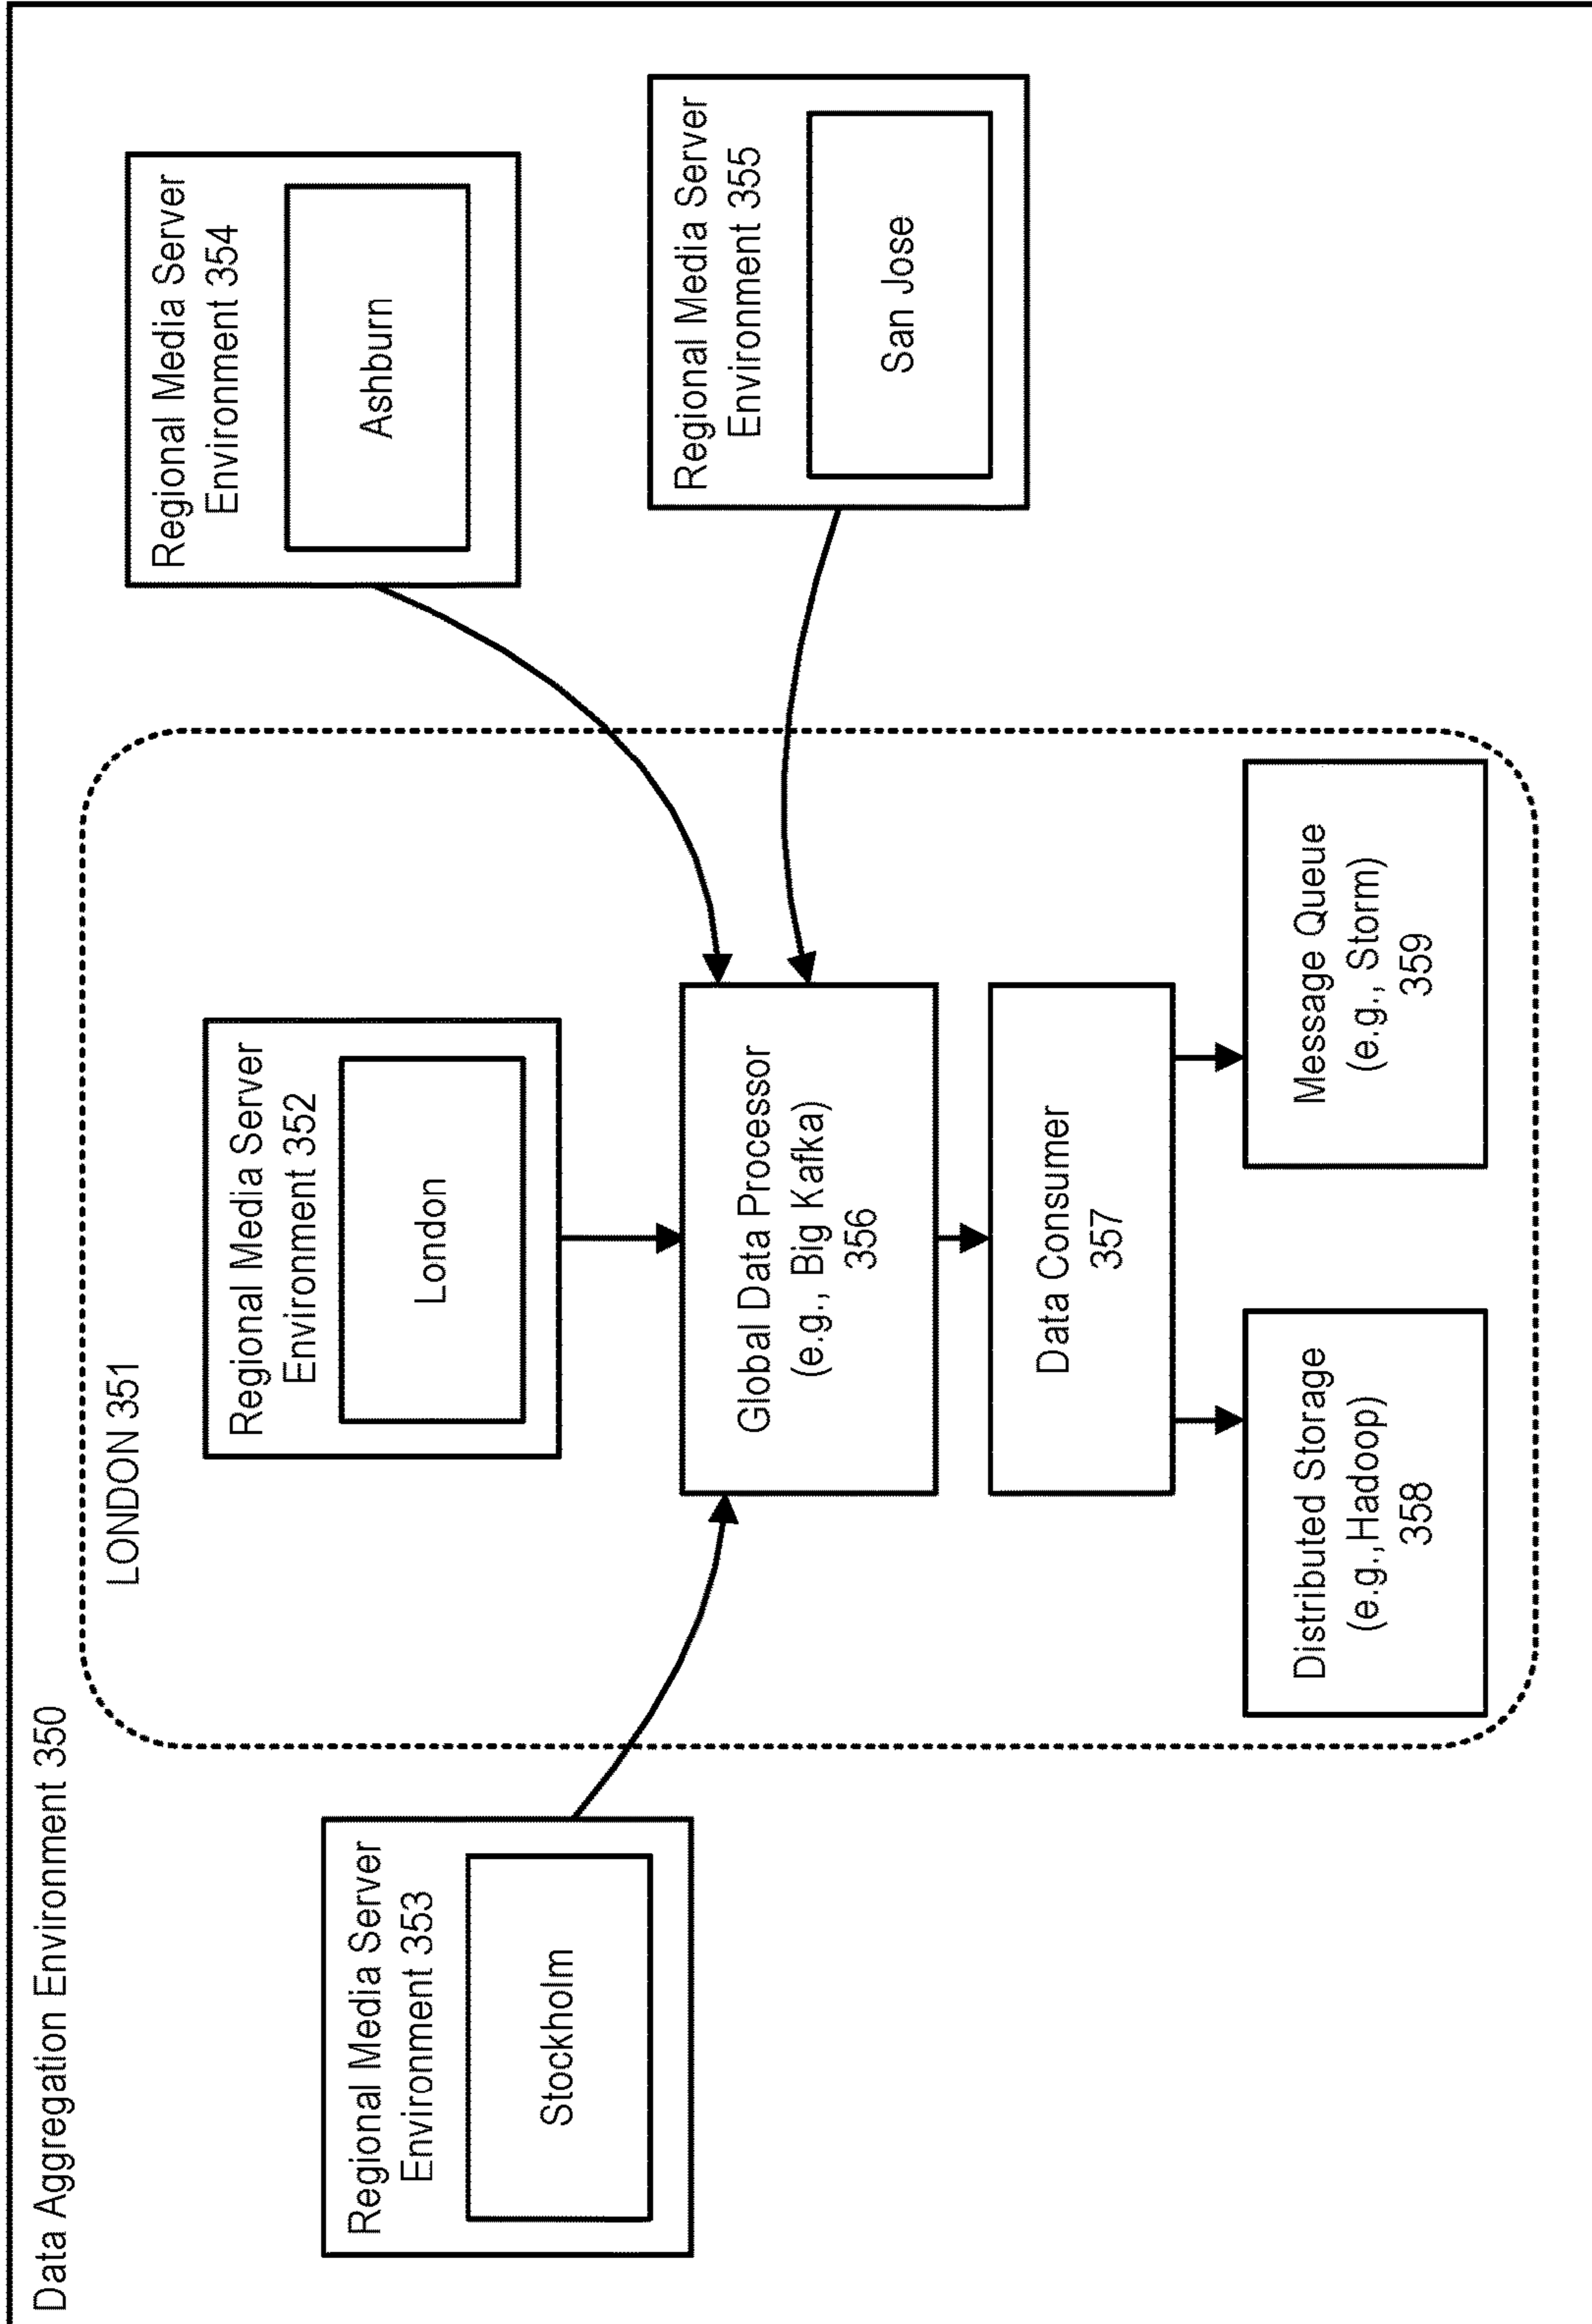 Data Aggregation Environment 350
LONDON 351
Regional Media Server
Environment 353
Stockholm
Regional Media Server
Environment 352
London
Regional Media Server
Environment 354
Ashburn
Regional Media Server
Environment 355
San Jose
Global Data Processor
(e.g., Big Kafka)
356
Data Consumer
357
Distributed Storage
(e.g.,Hadoop)
358
Message Queue
(e.g., Storm)
359